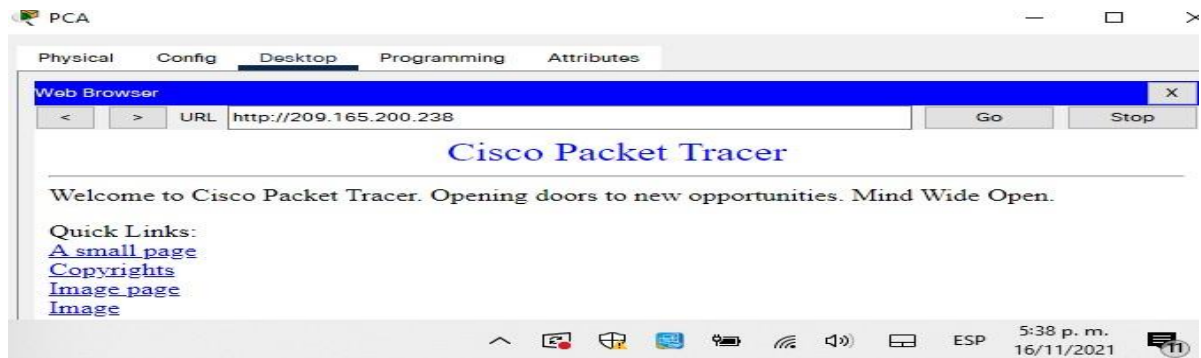 PCA
Physical Config Desktop Programming Attributes
Web Browser X
< > URL http://209.165.200.238 Go Stop
Cisco Packet Tracer
Welcome to Cisco Packet Tracer. Opening doors to new opportunities. Mind Wide Open.
Quick Links:
A small page
Copyrights
Image page
Image
ESP 5:38 p. m.
16/11/2021
11